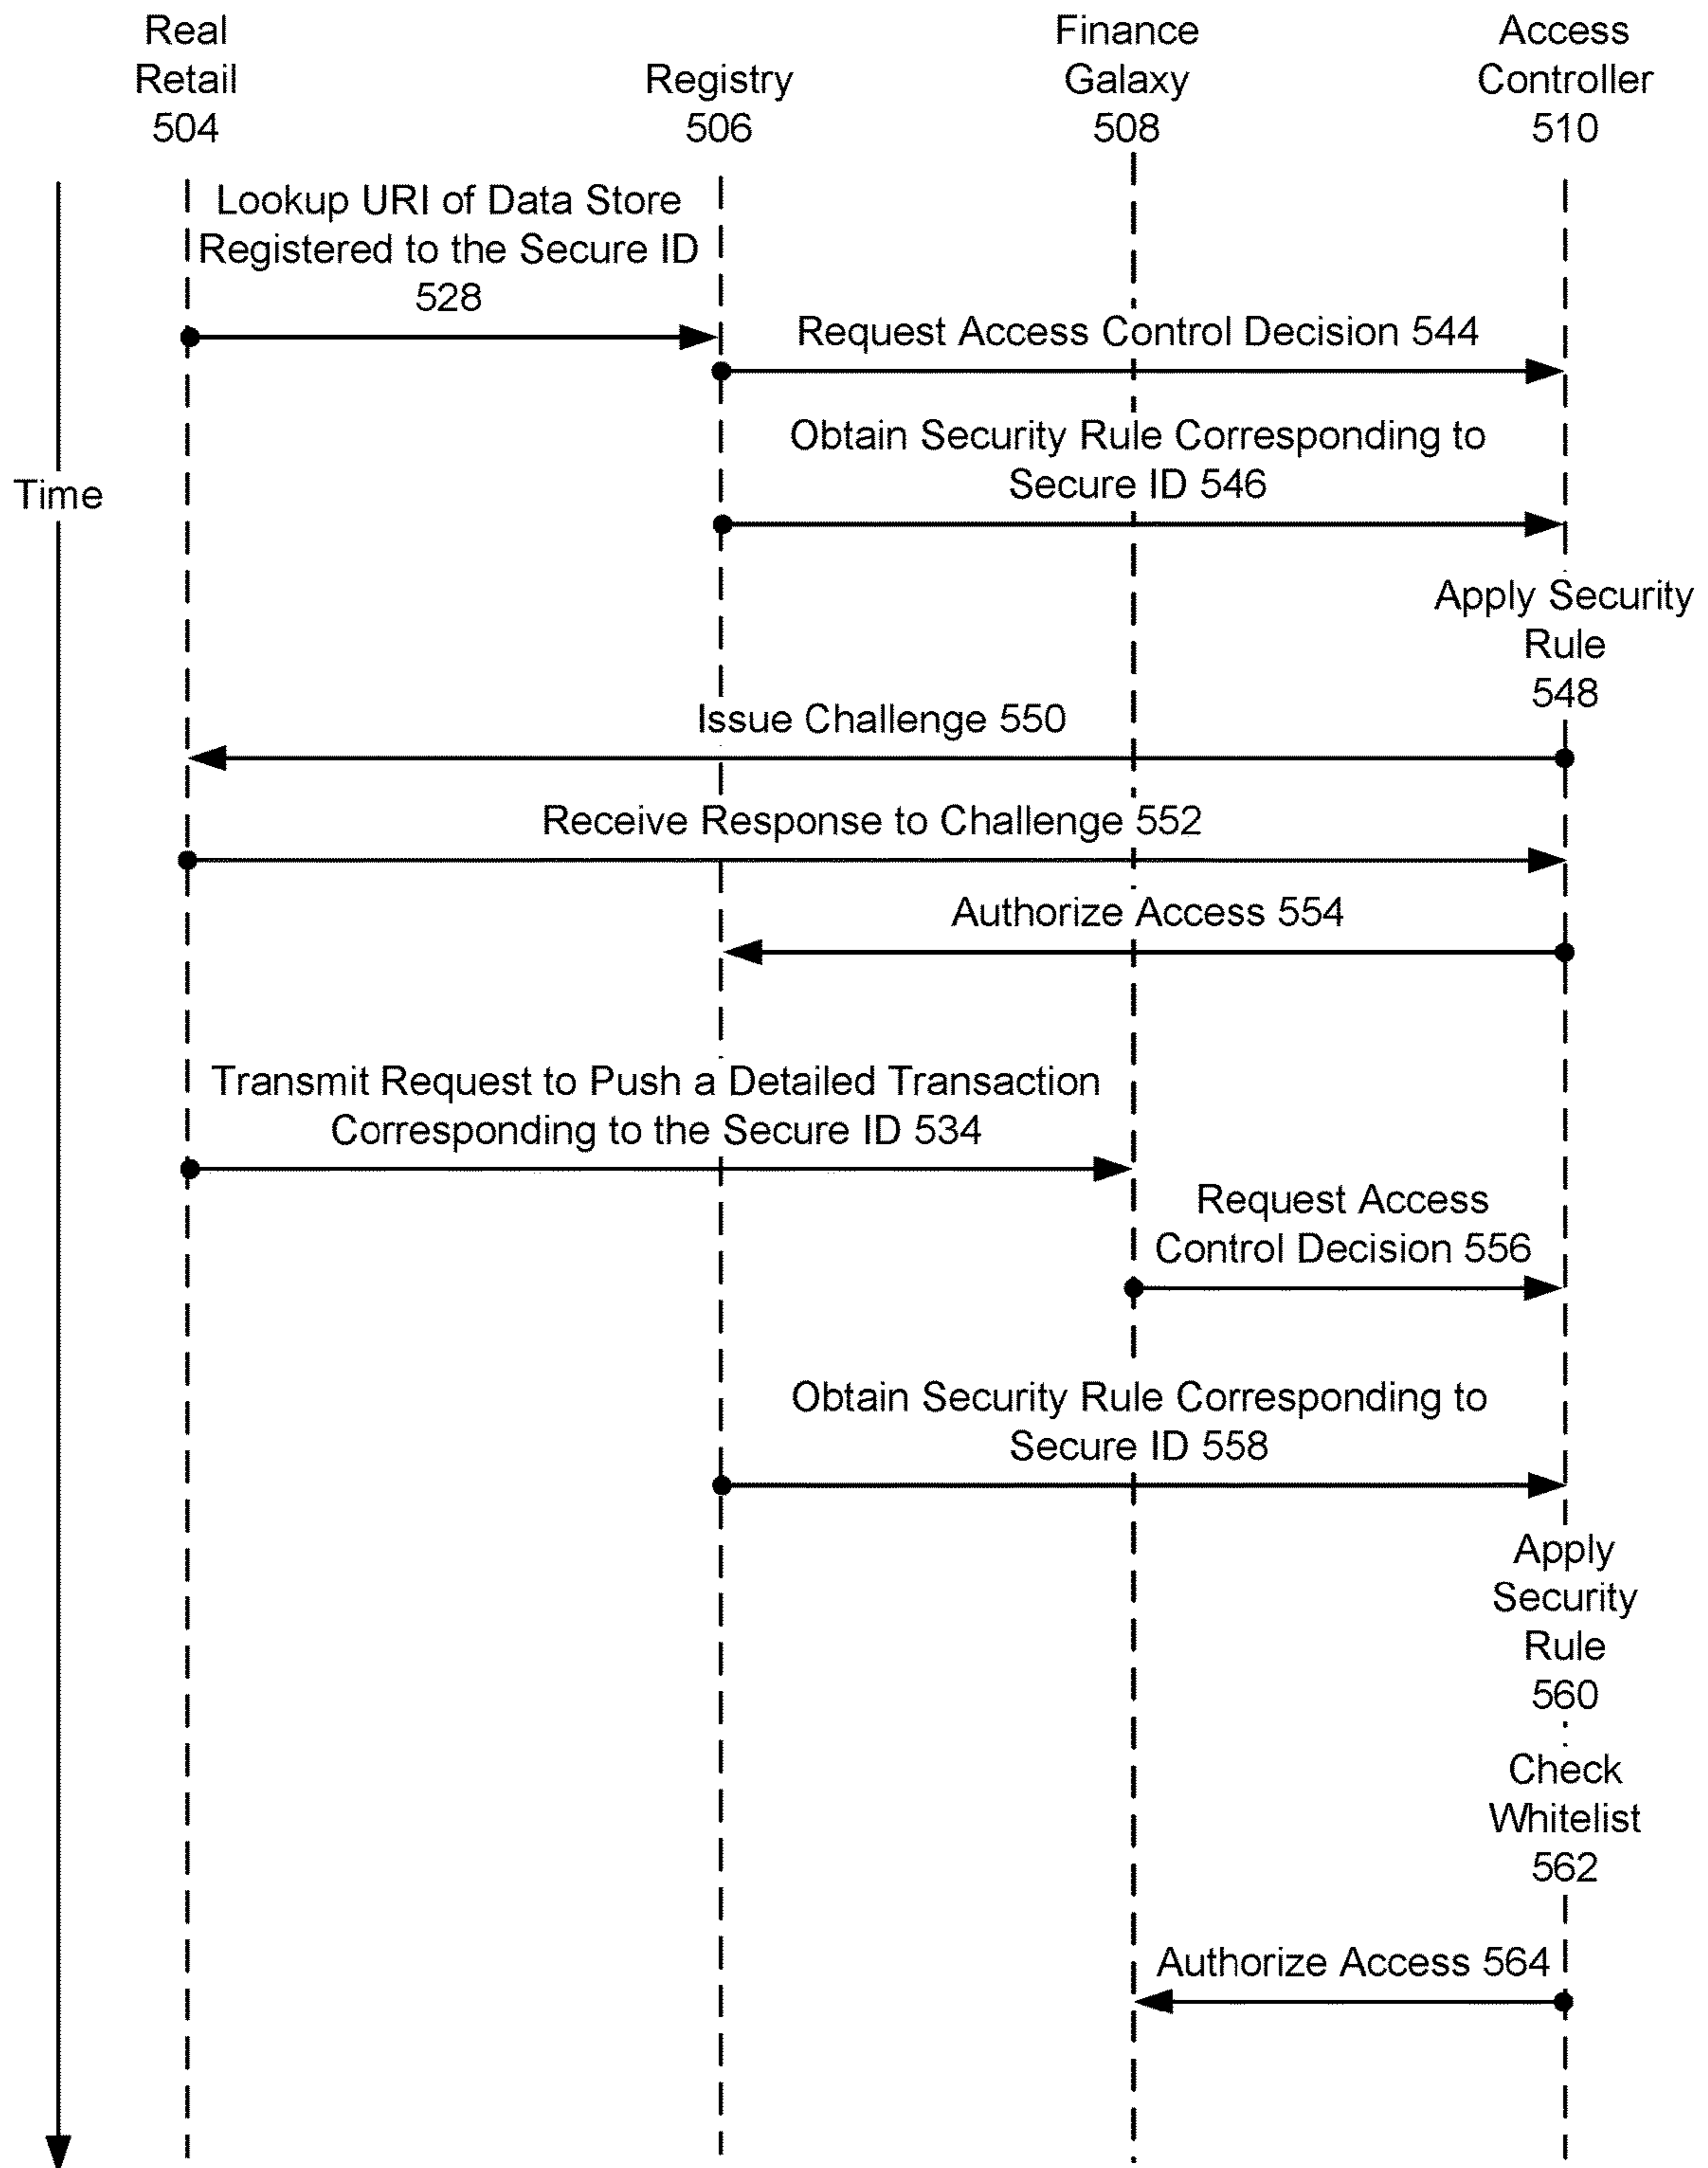 Real
Retail
504
Registry
506
Finance
Galaxy
508
Access
Controller
510
Lookup URI of Data Store
Registered to the Secure ID
528
Request Access Control Decision 544
Obtain Security Rule Corresponding to
Secure ID 546
Time
Apply Security
Rule
548
Issue Challenge 550
Receive Response to Challenge 552
Authorize Access 554
Transmit Request to Push a Detailed Transaction
Corresponding to the Secure ID 534
Request Access
Control Decision 556
Obtain Security Rule Corresponding to
Secure ID 558
Apply
Security
Rule
560
Check
Whitelist
562
Authorize Access 564